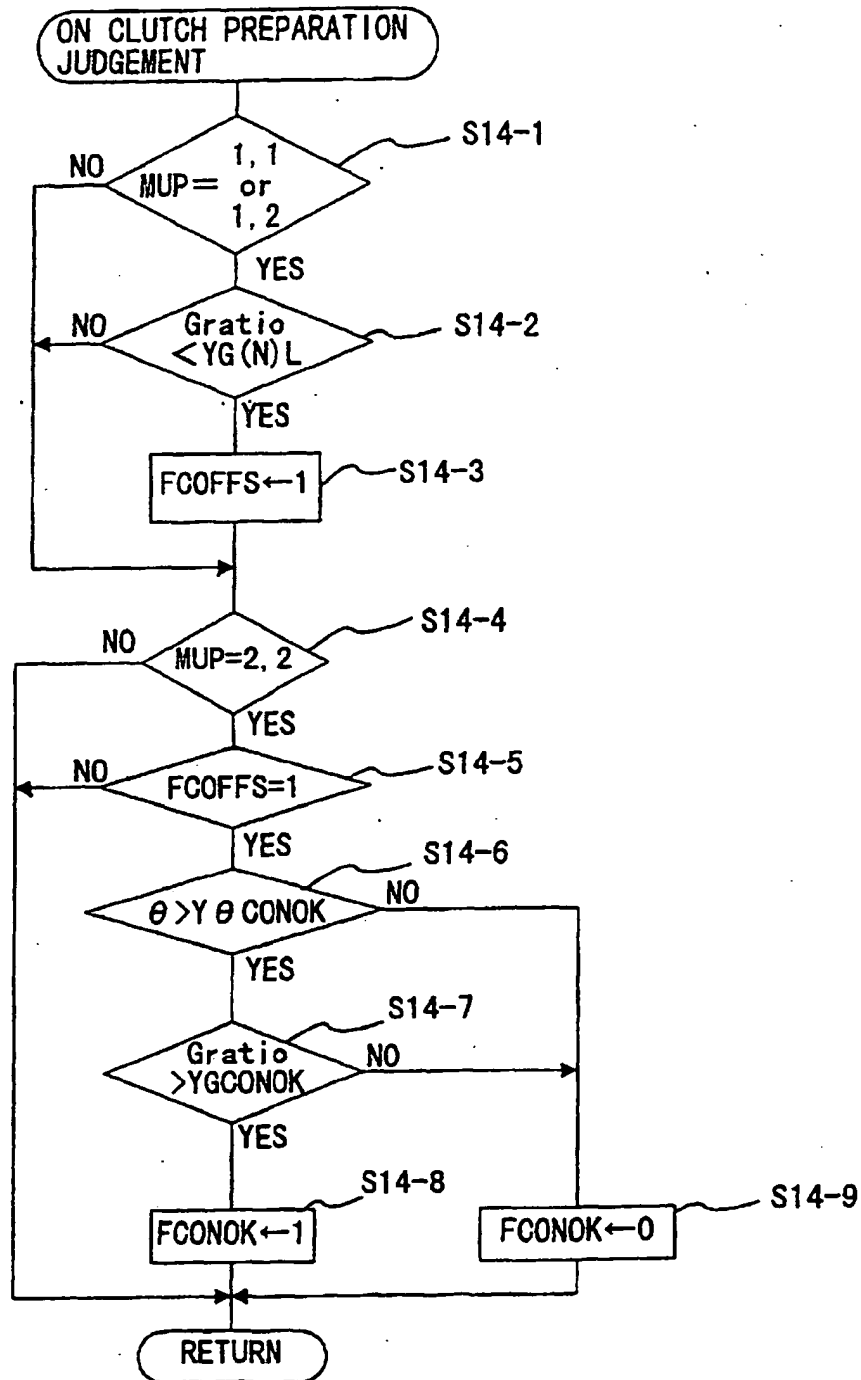 ON CLUTCH PREPARATION
JUDGEMENT
S14-1
NO
MUP=
1, 1
or
1, 2
YES
S14-2
NO
Gratio
<YG(N)L
YES
S14-3
FCOFFS←1
S14-4
NO
MUP=2, 2
YES
S14-5
NO
FCOFFS=1
YES
S14-6
θ>YθCONOK
NO
YES
S14-7
Gratio
>YGCONOK
NO
YES
S14-8
FCONOK←1
S14-9
FCONOK←0
RETURN